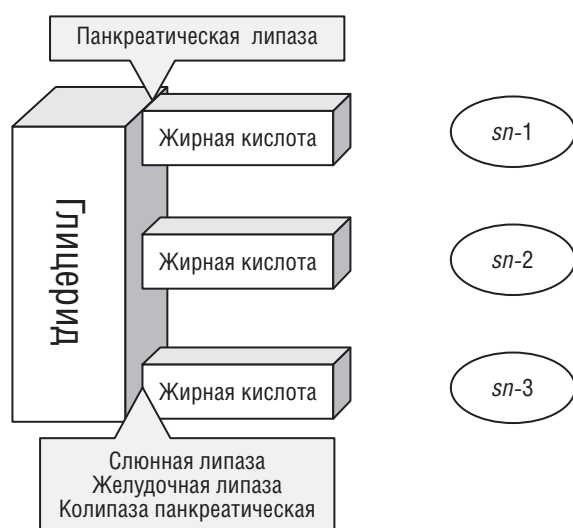 Панкреатическая липаза
Жирная кислота
sn-1
Глицерид
Жирная кислота
sn-2
Жирная кислота
sn-3
Слюнная липаза
Желудочная липаза
Колипаза панкреатическая